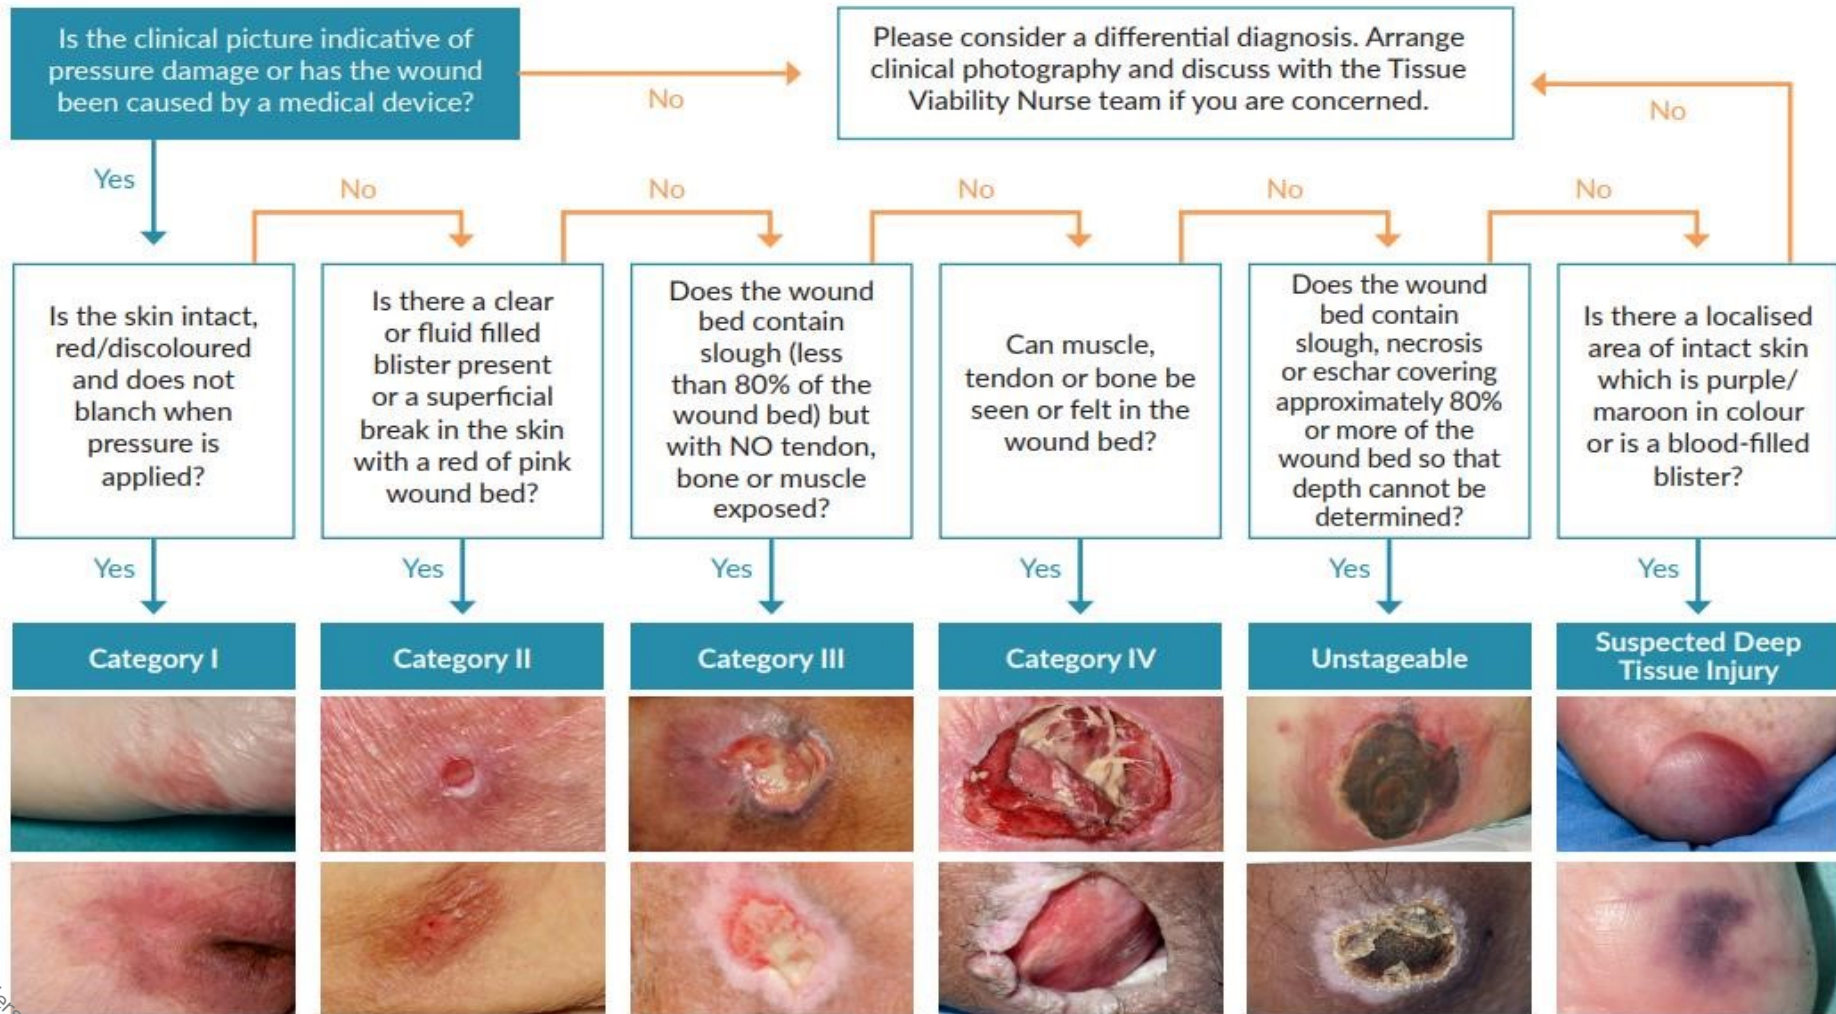 Is the clinical picture indicative of
pressure damage or has the wound
been caused by a medical device?
No
Please consider a differential diagnosis. Arrange
clinical photography and discuss with the Tissue
Viability Nurse team if you are concerned.
No
Yes
No
No
No
No
No
Is the skin intact,
red/discoloured
and does not
blanch when
pressure is
applied?
Is there a clear
or fluid filled
blister present
or a superficial
break in the skin
with a red of pink
wound bed?
Does the wound
bed contain
slough (less
than 80% of the
wound bed) but
with NO tendon,
bone or muscle
exposed?
Can muscle,
tendon or bone be
seen or felt in the
wound bed?
Does the wound
bed contain
slough, necrosis
or eschar covering
approximately 80%
or more of the
wound bed so that
depth cannot be
determined?
Is there a localised
area of intact skin
which is purple/
maroon in colour
or is a blood-filled
blister?
Yes
Yes
Yes
Yes
Yes
Yes
Category I
Category II
Category III
Category IV
Unstageable
Suspected Deep
Tissue Injury